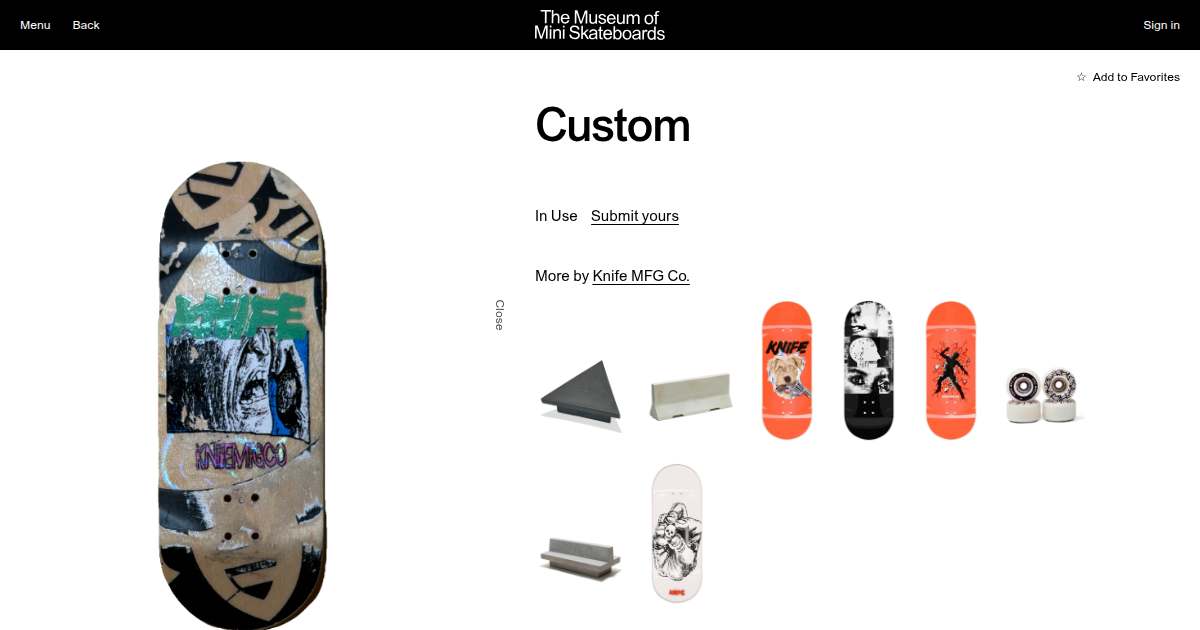 Menu
Back
The Museum of
Mini Skateboards
Sign in
☆ Add to Favorites
Custom
In Use
Submit yours
More by Knife MFG Co.
Close
KNIFE
KNIFEMFGCO
KNIFE